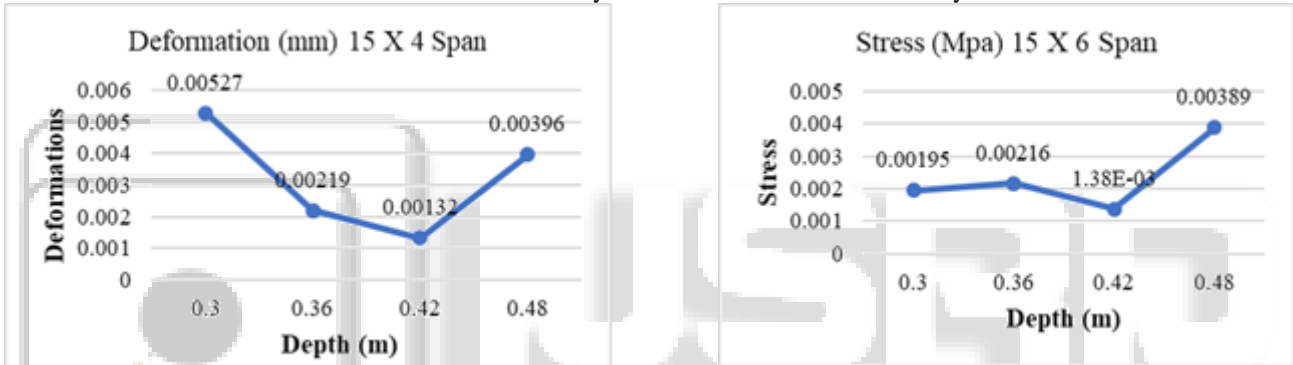 Deformation (mm) 15 X 4 Span
0.006
0.005
0.004
0.003
0.002
0.001
0
Deformations
0.00527
0.00219
0.00132
0.00396
0.3 0.36 0.42 0.48
Depth (m)
Stress (Mpa) 15 X 6 Span
0.005
0.004
0.003
0.002
0.001
0
Stress
0.00195
0.00216
1.38E-03
0.00389
0.3 0.36 0.42 0.48
Depth (m)